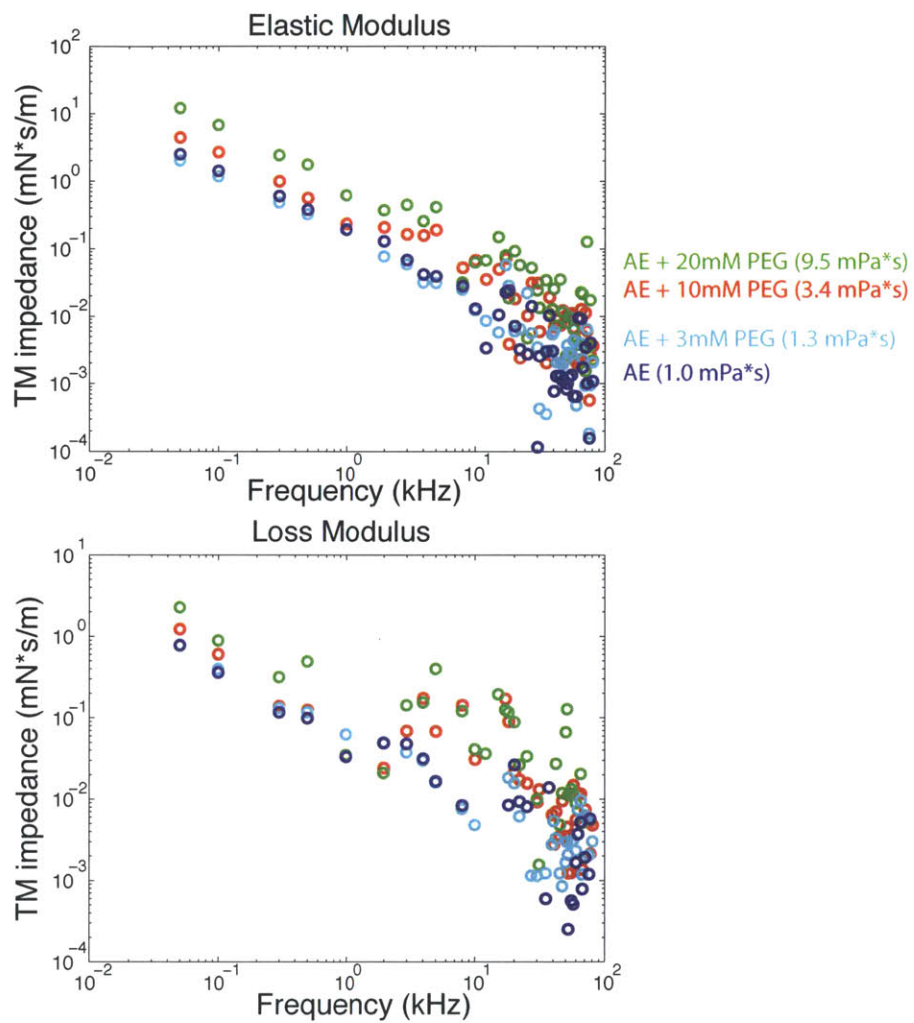 Elastic Modulus
10^2
10^1
10^0
10^-1
10^-2
10^-3
10^-4
TM impedance (mN*s/m)
10^-2 10^-1 10^0 10^1 10^2
Frequency (kHz)
AE + 20mM PEG (9.5 mPa*s)
AE + 10mM PEG (3.4 mPa*s)
AE + 3mM PEG (1.3 mPa*s)
AE (1.0 mPa*s)
Loss Modulus
10^1
10^0
10^-1
10^-2
10^-3
10^-4
TM impedance (mN*s/m)
10^-2 10^-1 10^0 10^1 10^2
Frequency (kHz)